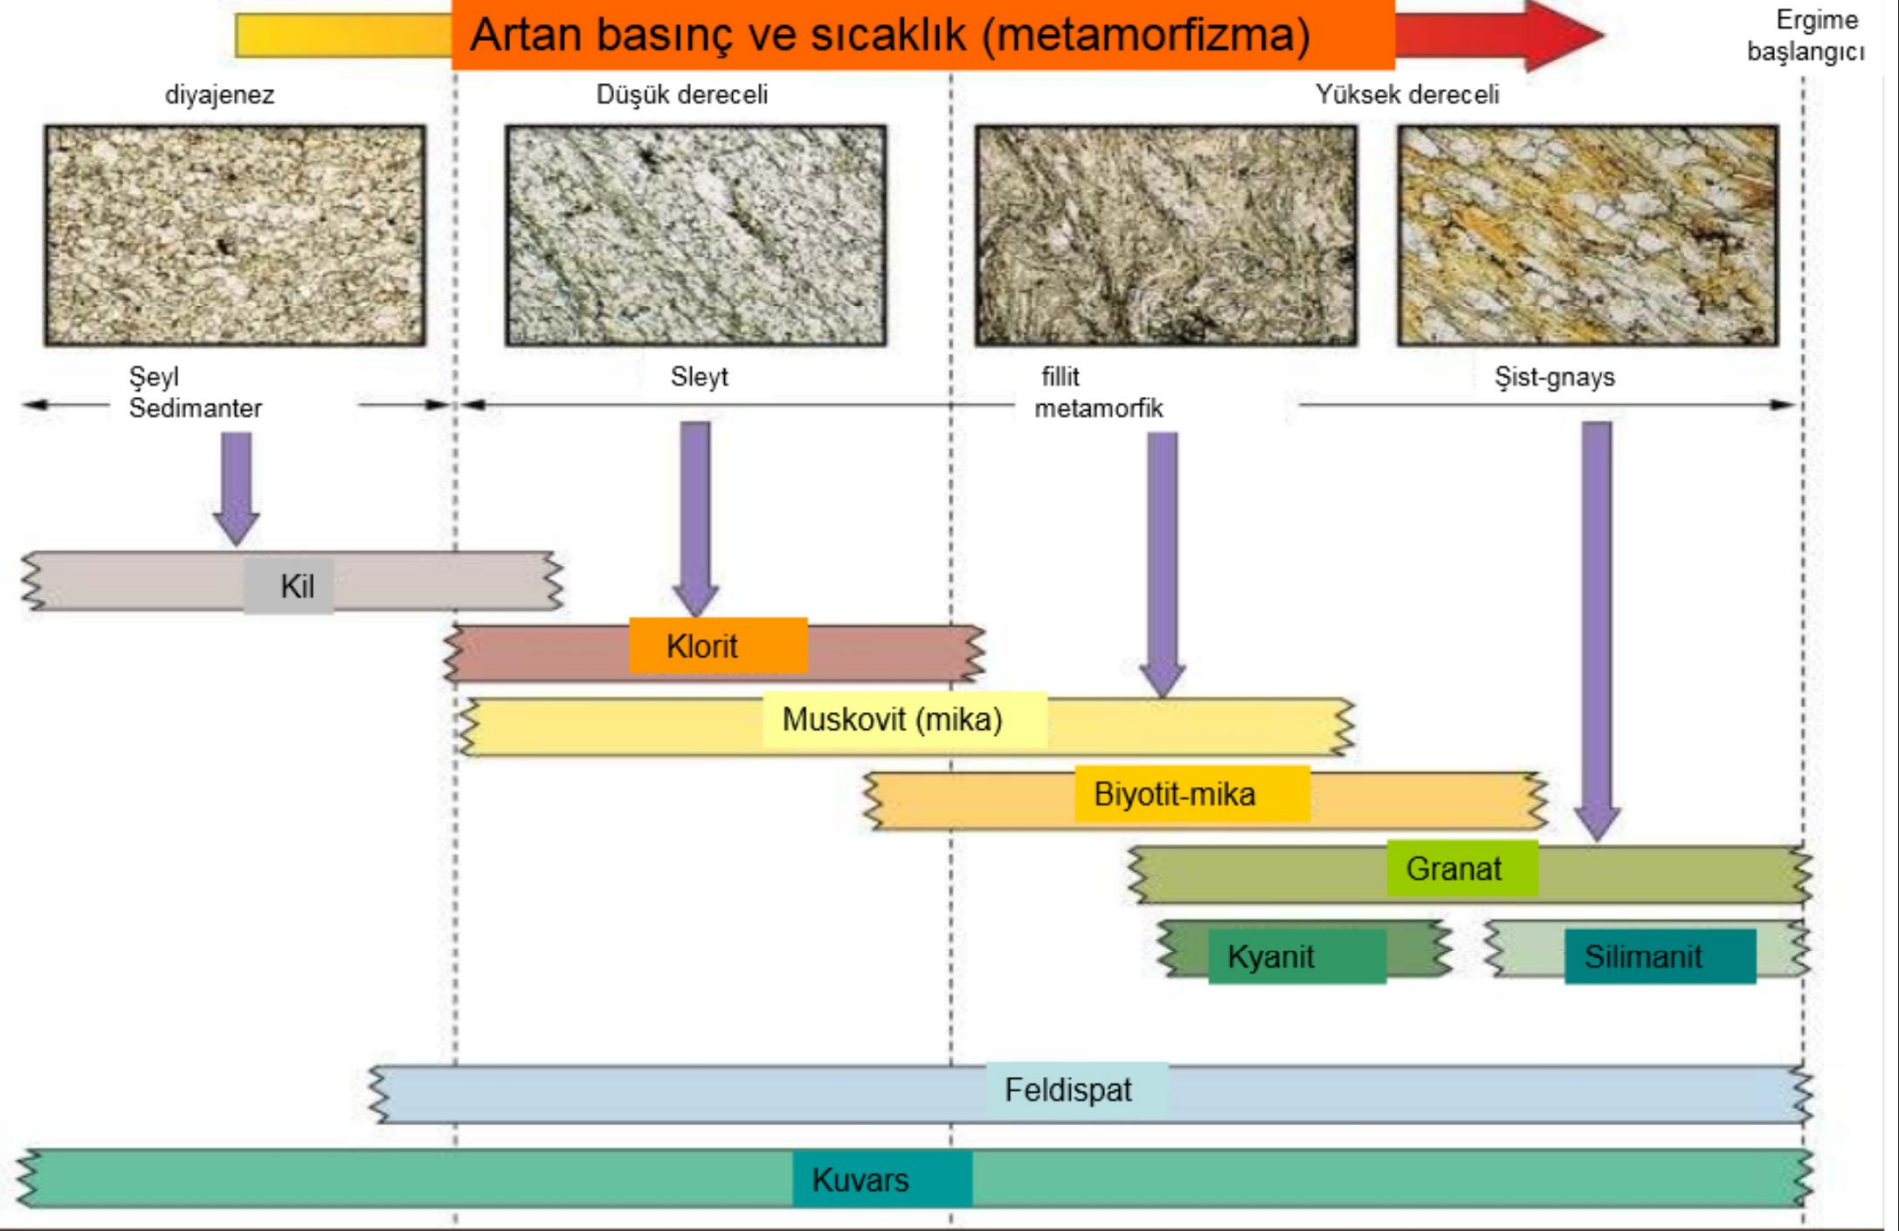 Artan basınç ve sıcaklık (metamorfizma)
Ergime
başlangıcı
diyajenez
Düşük dereceli
Yüksek dereceli
Şeyl
Sedimanter
Sleyt
fillit
metamorfik
Şist-gnays
Kil
Klorit
Muskovit (mika)
Biyotit-mika
Granat
Kyanit
Silimanit
Feldispat
Kuvars